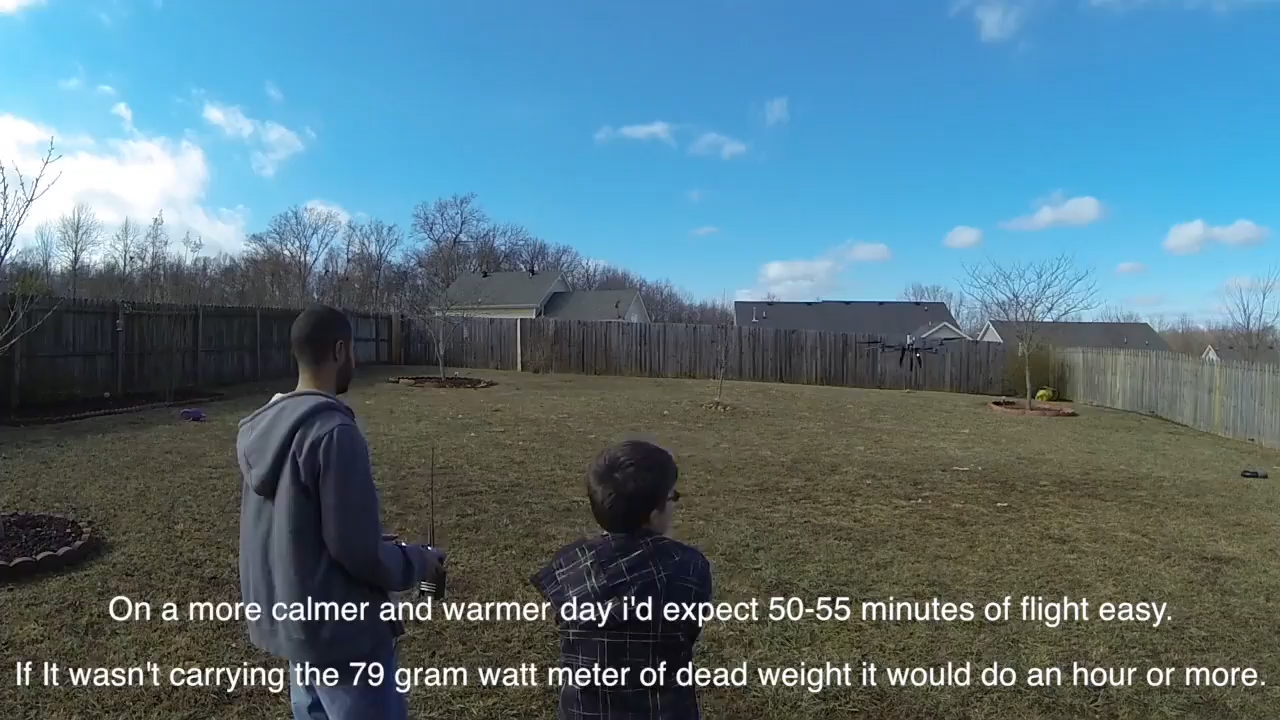 On a more calmer and warmer day i'd expect 50-55 minutes of flight easy.
If It wasn't carrying the 79 gram watt meter of dead weight it would do an hour or more.